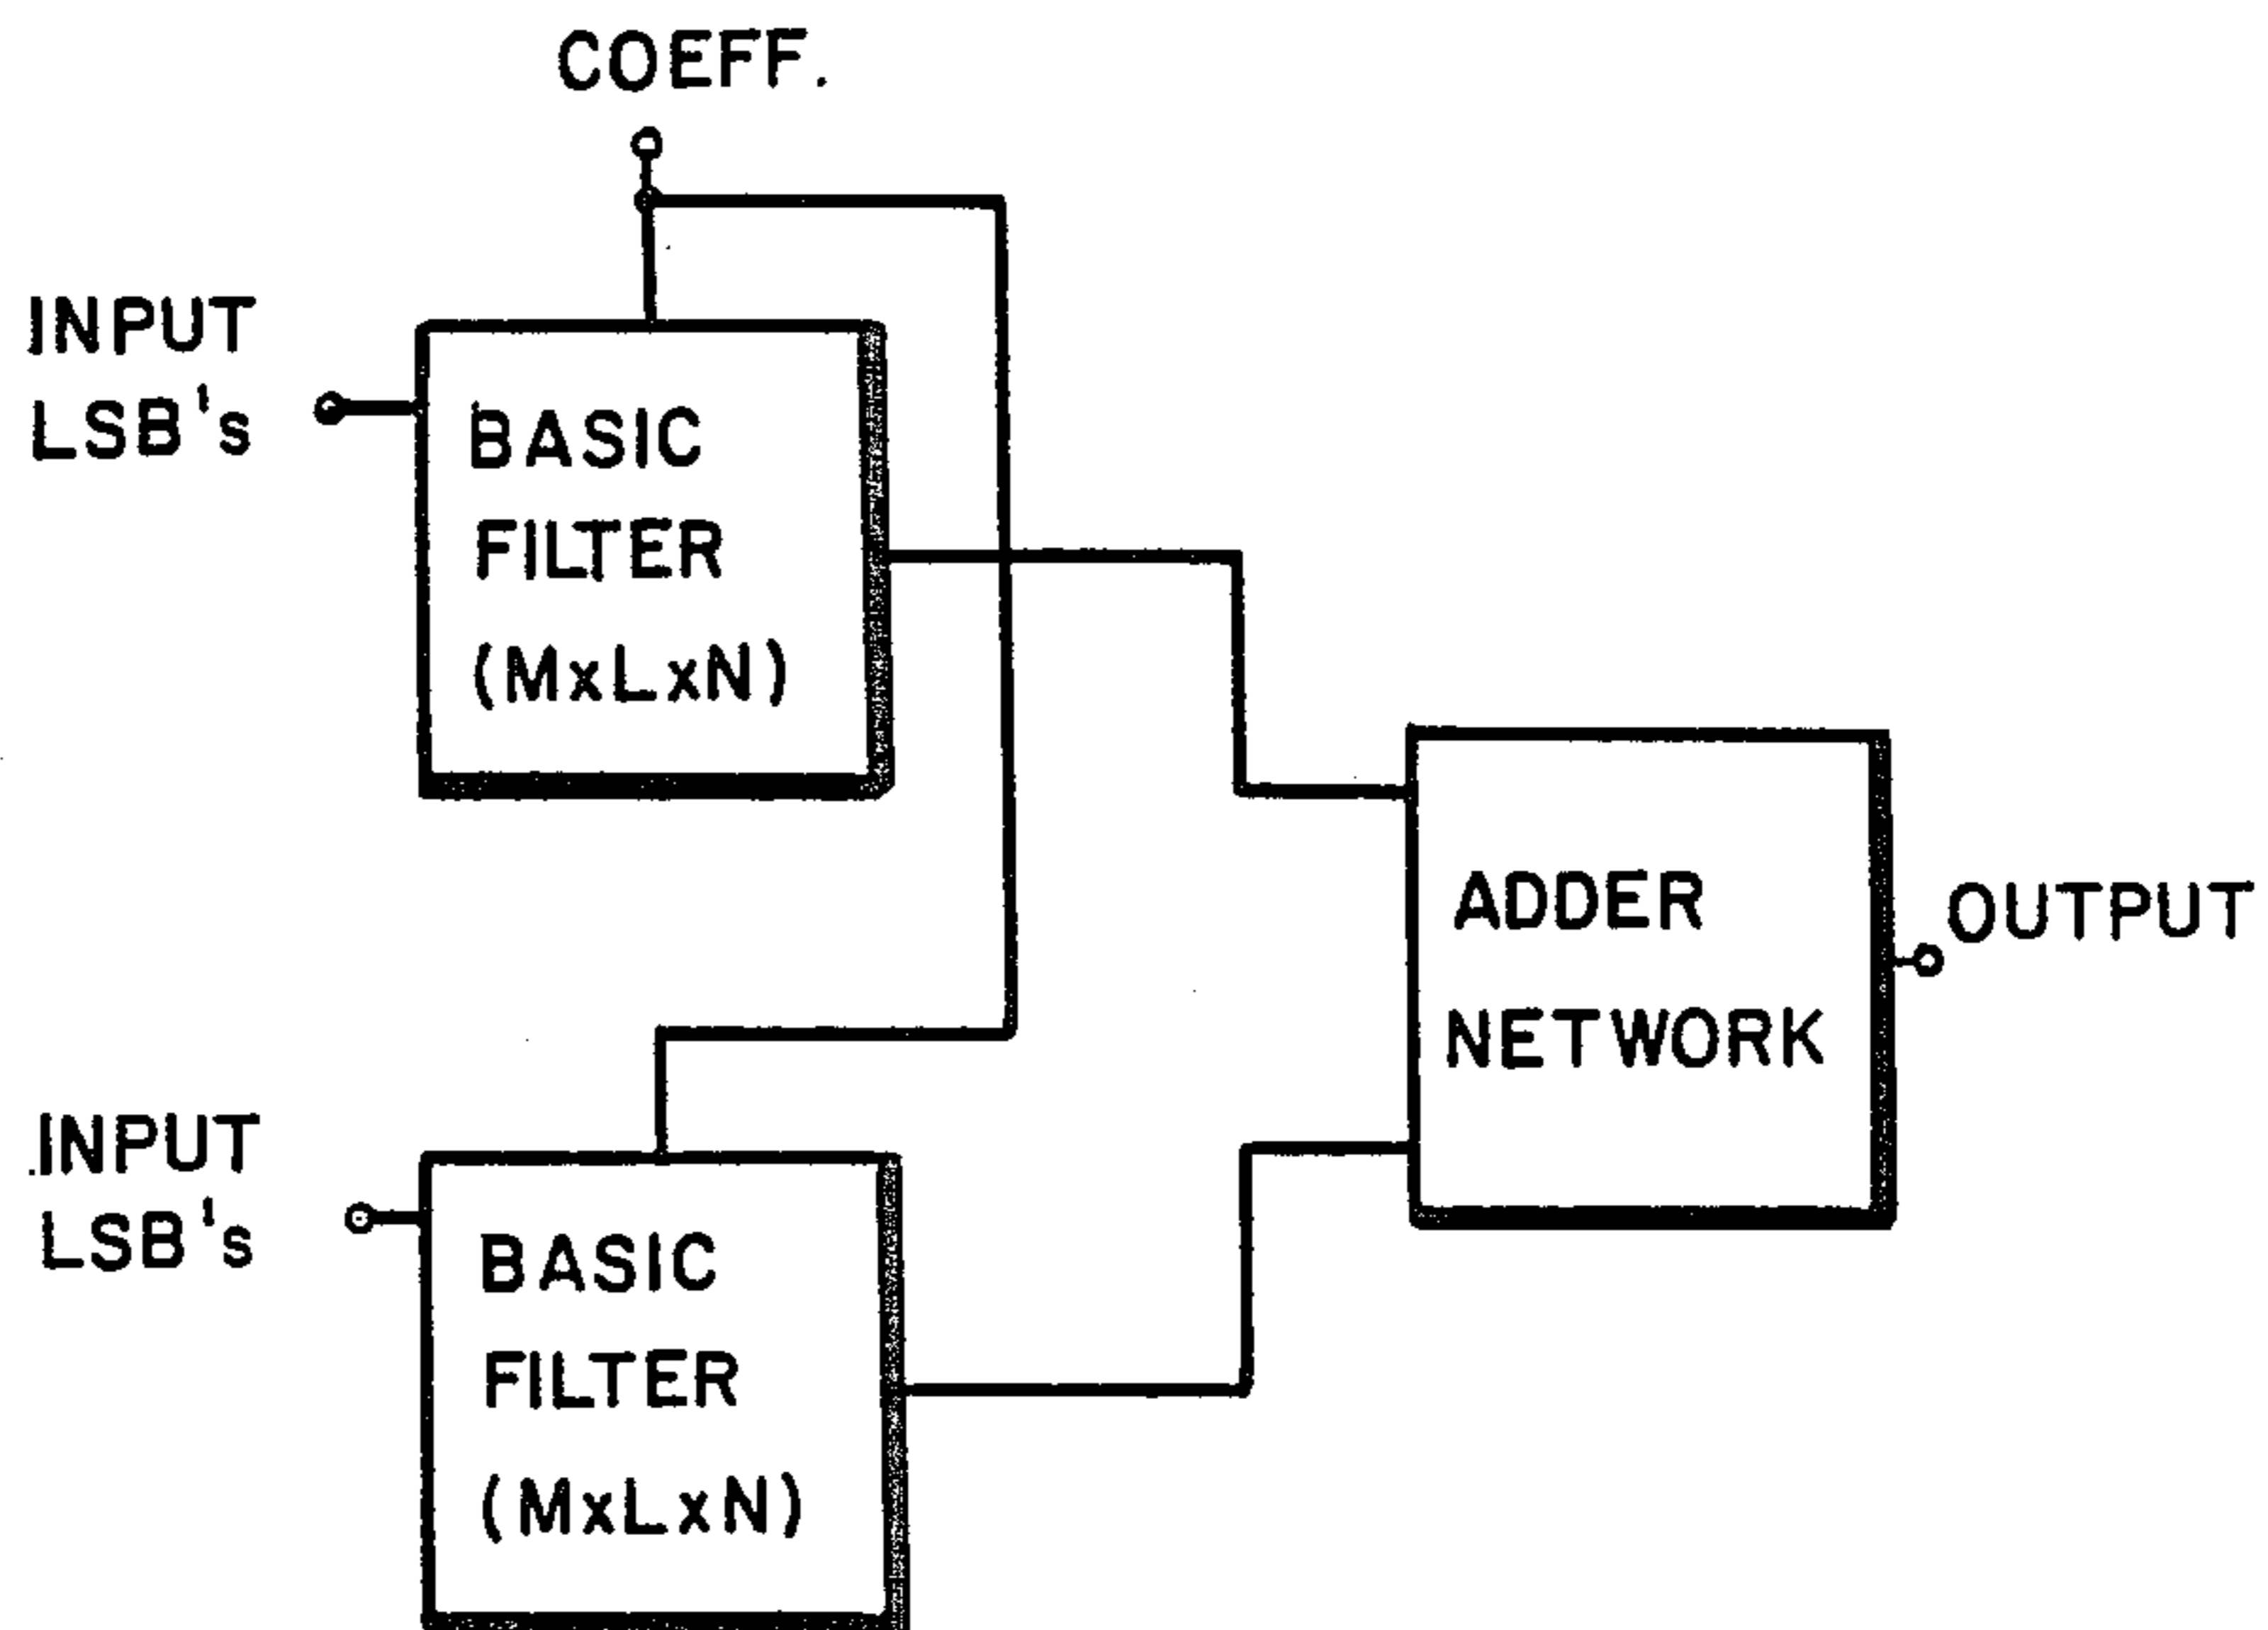 COEFF.
INPUT
LSB's
BASIC
FILTER
(MxLxN)
ADDER
NETWORK
OUTPUT
INPUT
LSB's
BASIC
FILTER
(MxLxN)